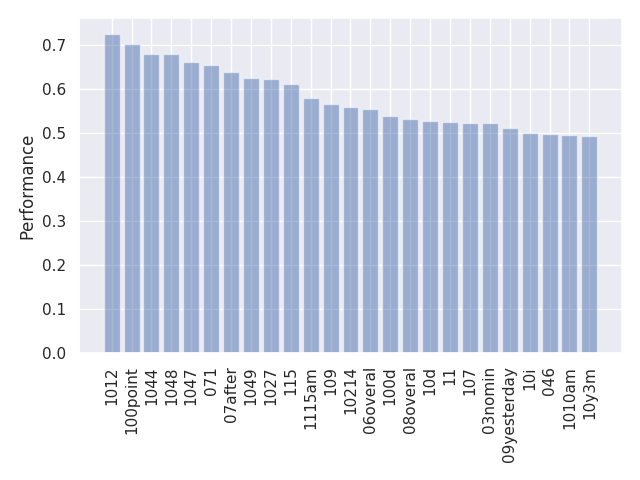 0.7
0.6
0.5
0.4
0.3
0.2
0.1
0.0
Performance
1012
100point
1044
1048
1047
071
07after
1049
1027
115
1115am
109
10214
06overal
100d
08overal
10d
11
107
03nomin
09yesterday
10i
046
1010am
10y3m